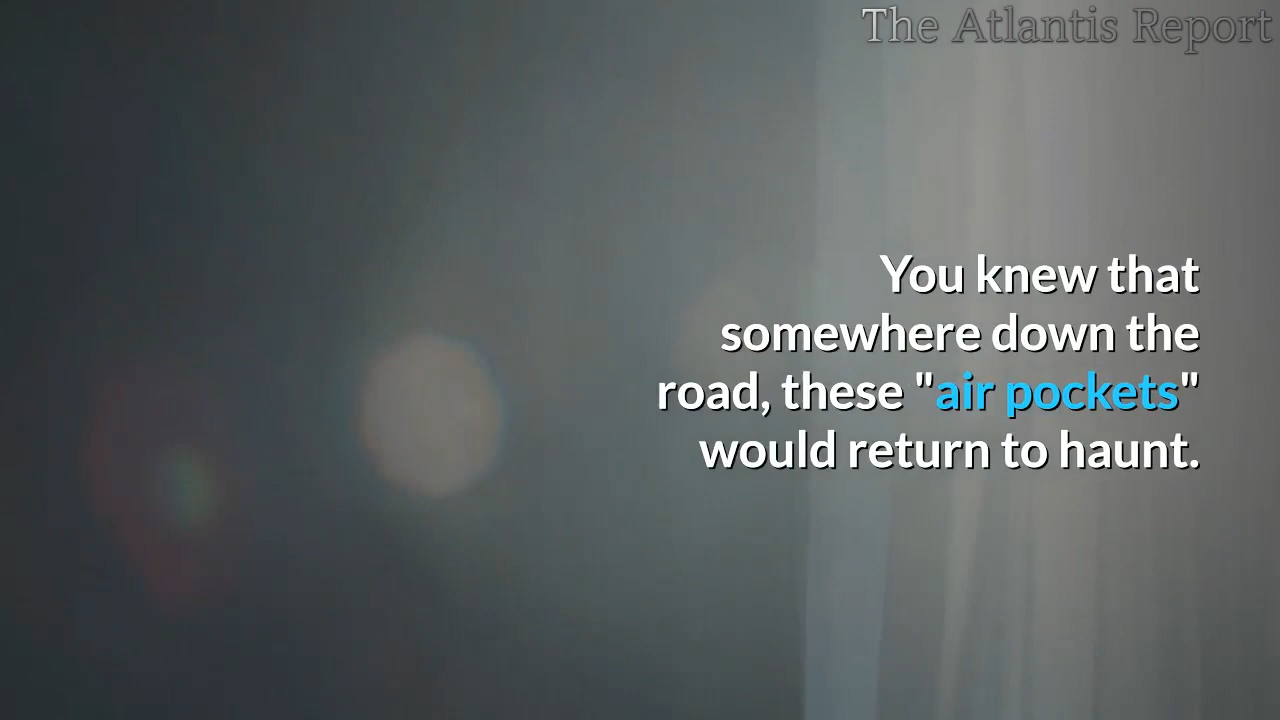 The Atlantis Report
You knew that
somewhere down the
road, these "air pockets"
would return to haunt.